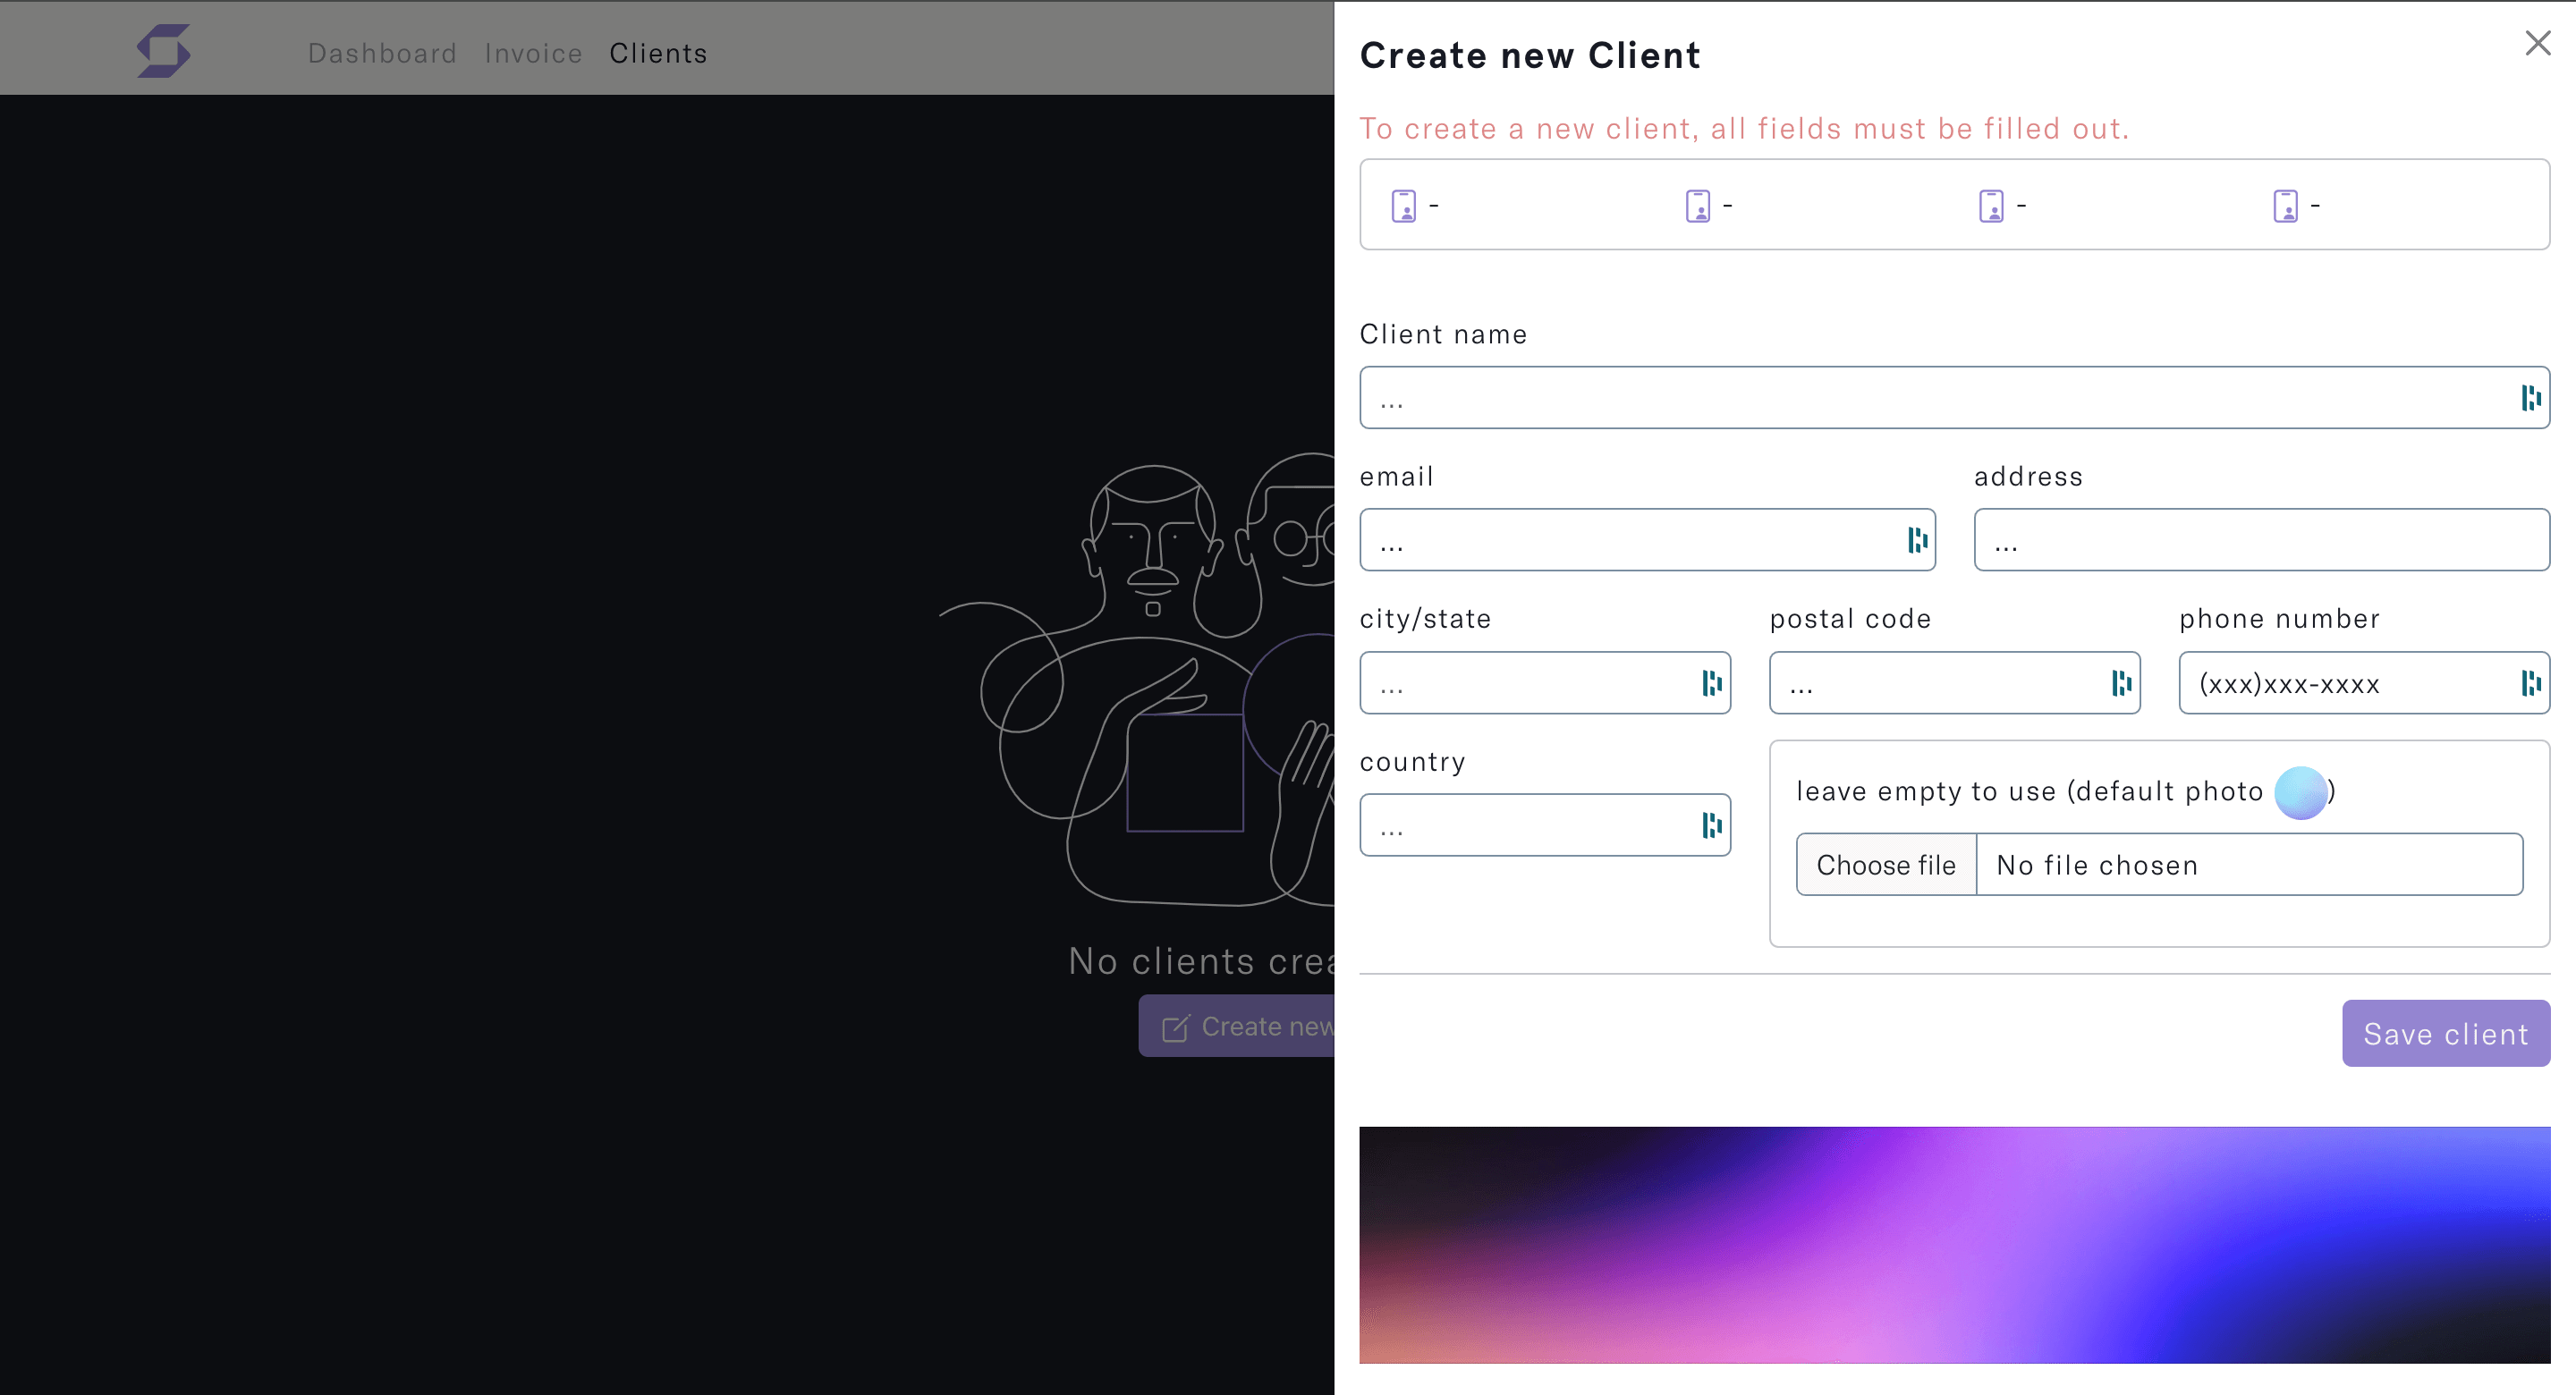 Dashboard Invoice Clients
Create new Client
To create a new client, all fields must be filled out.
- - - -
Client name
...
email address
... ...
city/state postal code phone number
... ... (xxx)xxx-xxxx
country
...
leave empty to use (default photo )
Choose file No file chosen
No clients crea
Create new
Save client